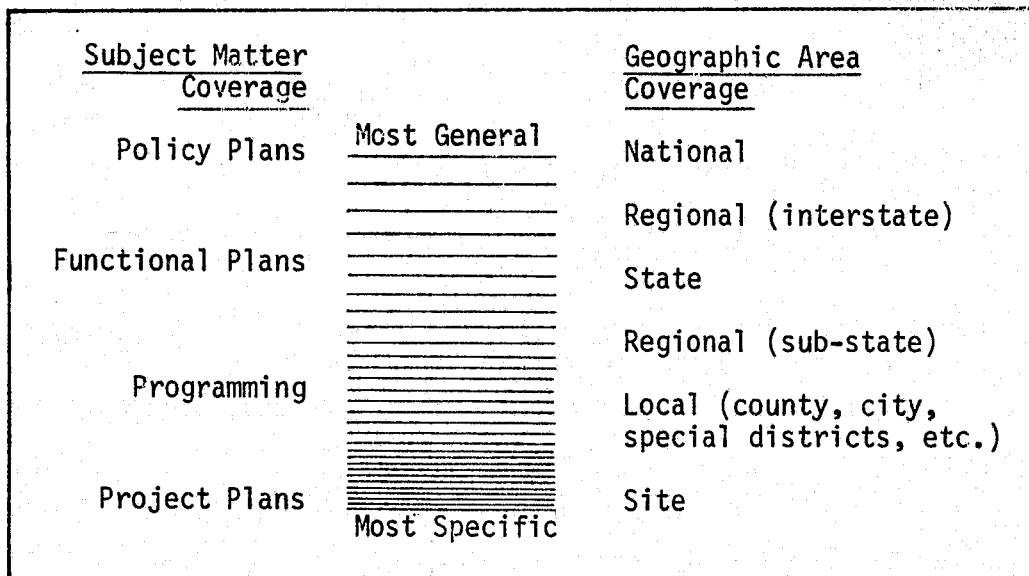 Subject Matter
Coverage
Geographic Area
Coverage
Most General
Policy Plans
National
Regional (interstate)
Functional Plans
State
Regional (sub-state)
Programming
Local (county, city,
special districts, etc.)
Project Plans
Site
Most Specific